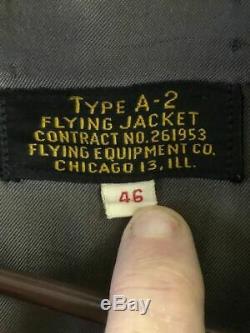 TYPE A-2
FLYING JACKET
CONTRACT NO. 261953
FLYING EQUIPMENT CO.
CHICAGO 13, ILL.
46
ebay